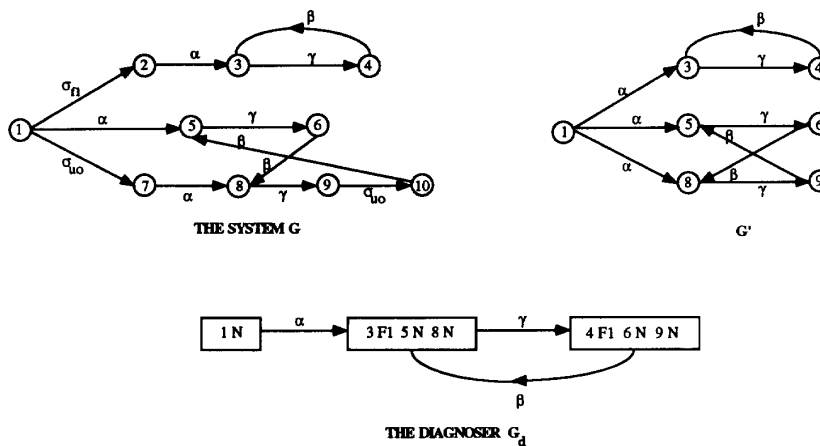 β β
α γ
2 3 4 3 4
σf1 γ
α
α γ α γ
1 5 6 1 5 6
β β
σuo β α β
α γ σuo γ
7 8 9 10 8 9
THE SYSTEM G
G'
α γ
1 N 3 F1 5 N 8 N 4 F1 6 N 9 N
β
THE DIAGNOSER Gd